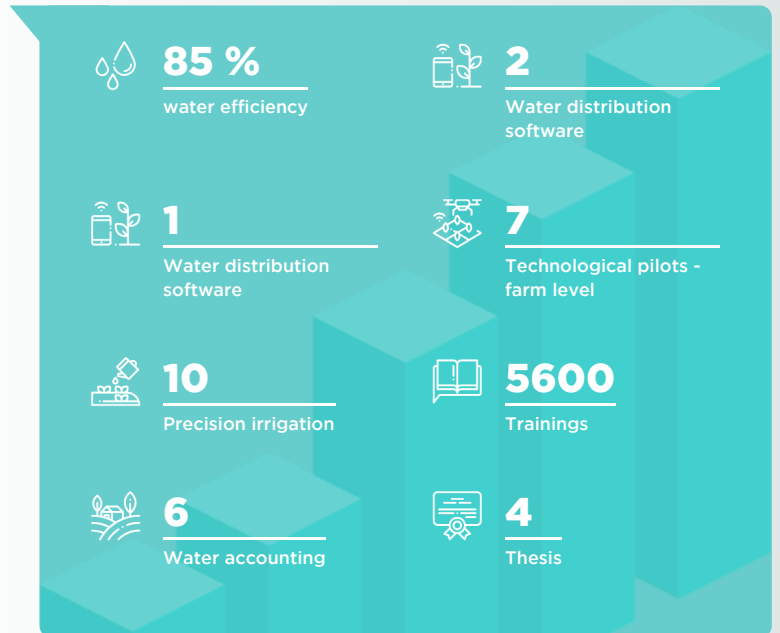 85 %
water efficiency
2
Water distribution
software
1
Water distribution
software
7
Technological pilots -
farm level
10
Precision irrigation
5600
Trainings
6
Water accounting
4
Thesis